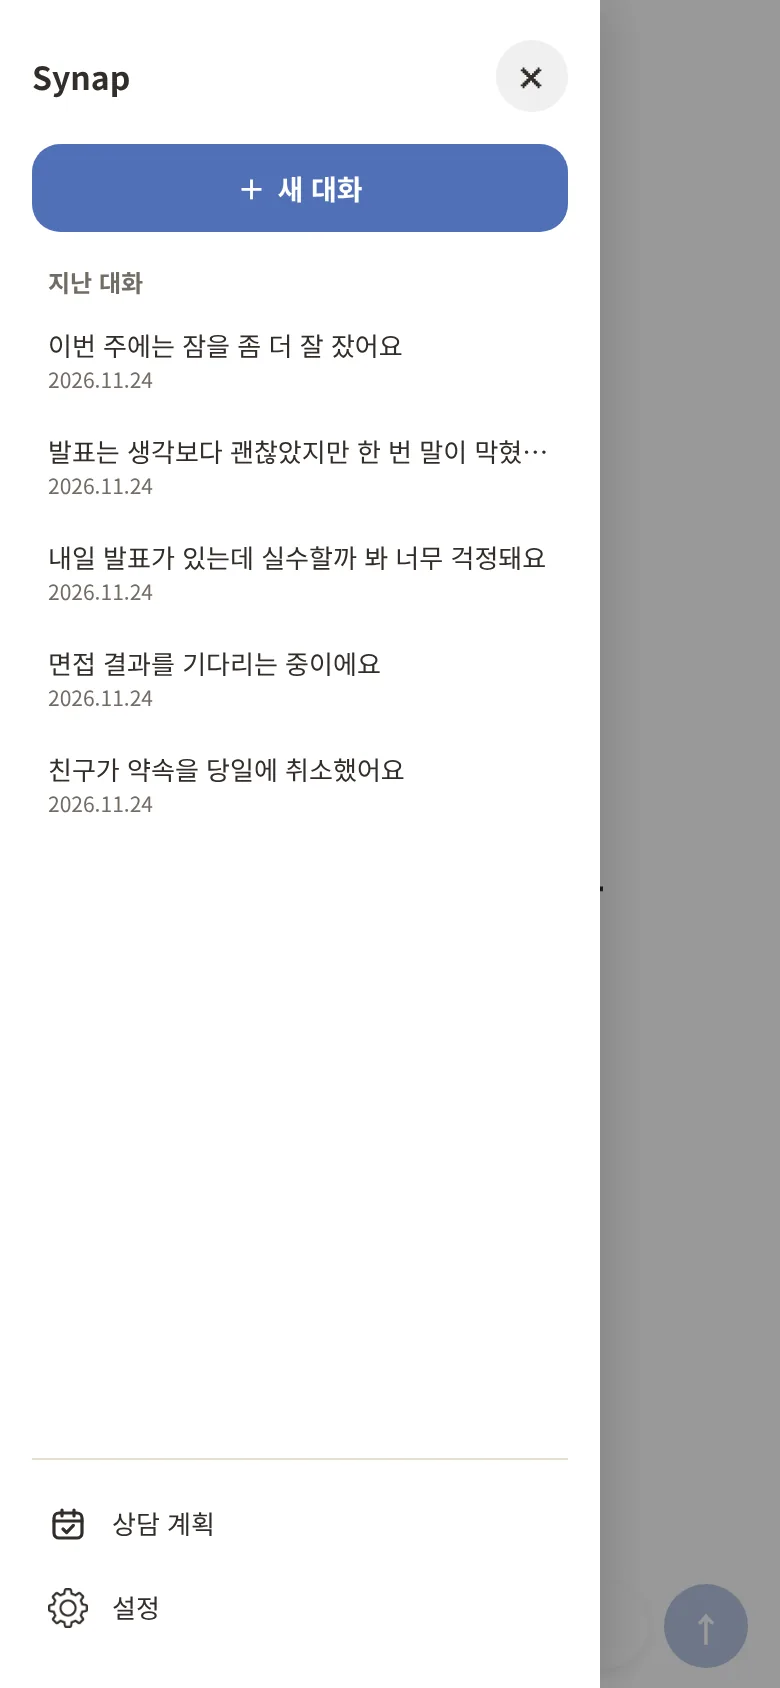 Synap
+ 새 대화
지난 대화
이번 주에는 잠을 좀 더 잘 잤어요
2026.11.24
발표는 생각보다 괜찮았지만 한 번 말이 막혔…
2026.11.24
내일 발표가 있는데 실수할까 봐 너무 걱정돼요
2026.11.24
면접 결과를 기다리는 중이에요
2026.11.24
친구가 약속을 당일에 취소했어요
2026.11.24
상담 계획
설정